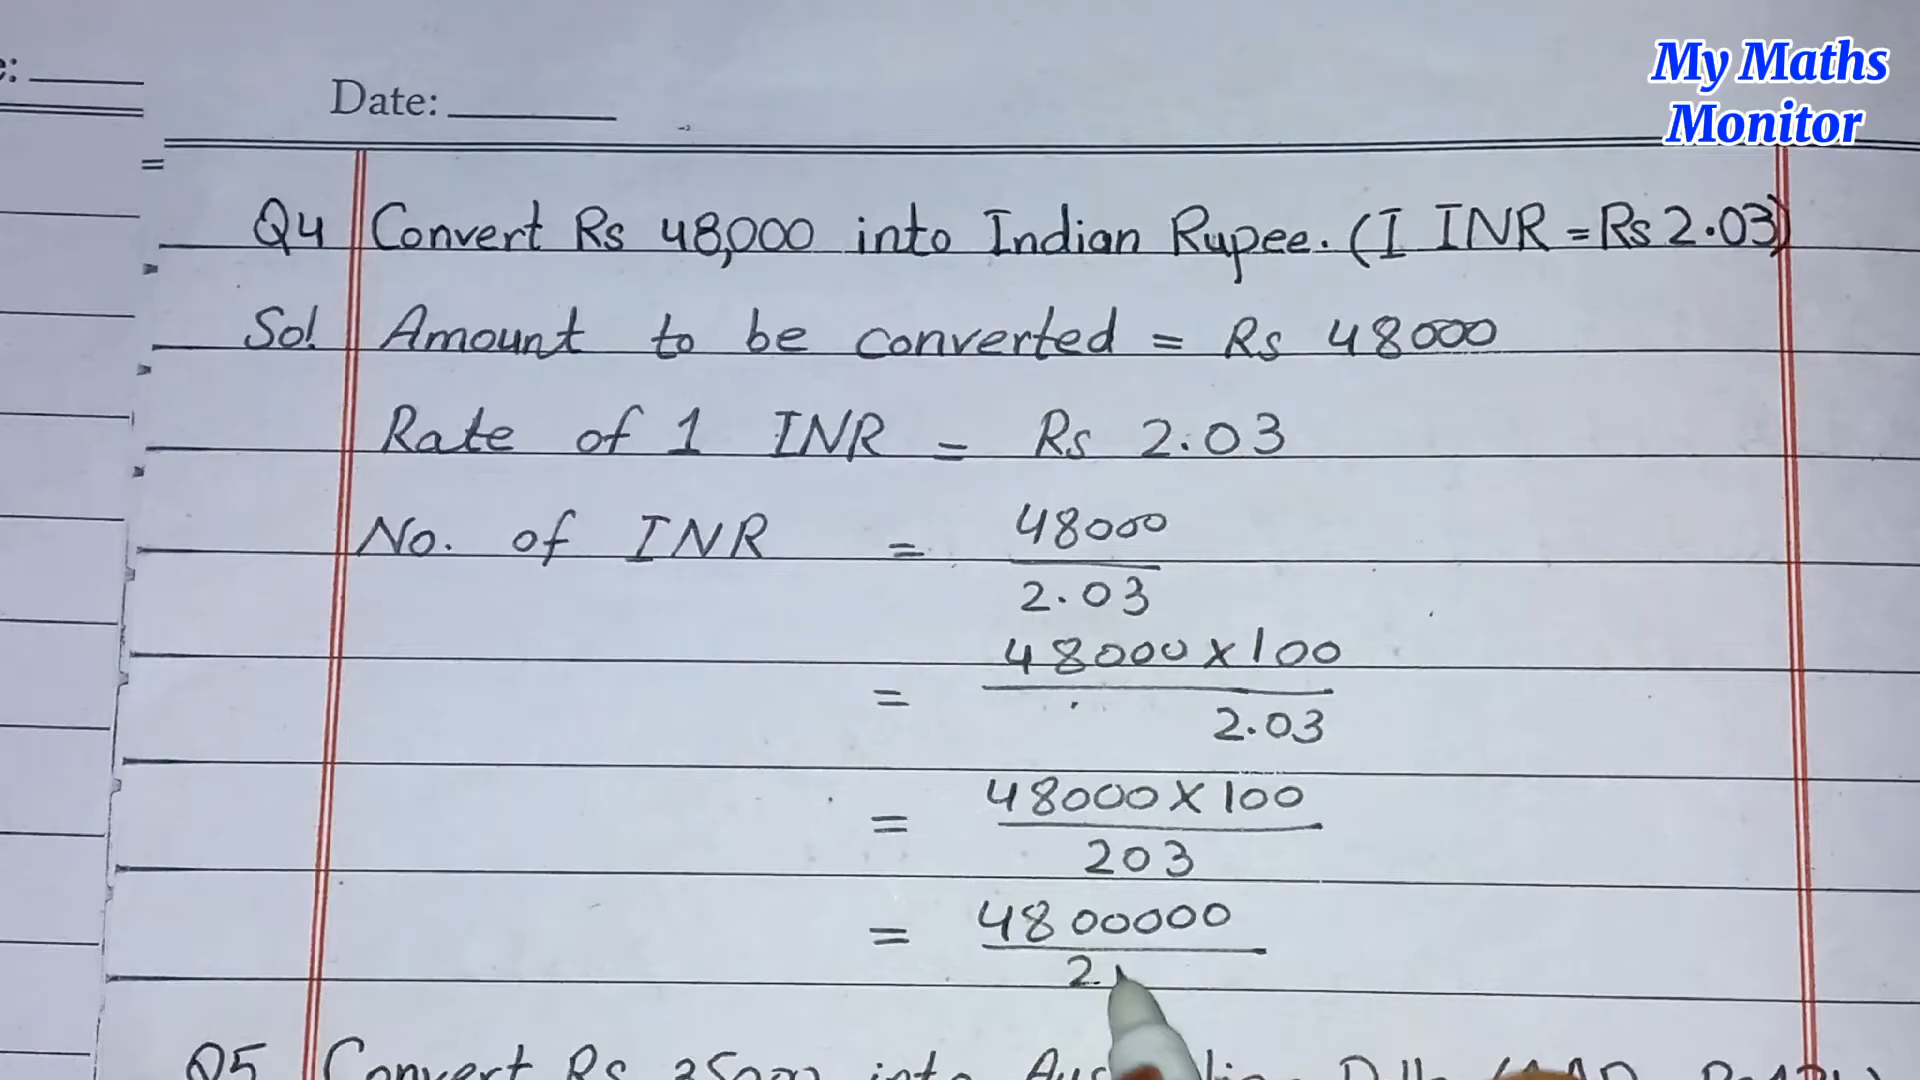 My Maths
Monitor
Date:
Q4 Convert Rs 48,000 into Indian Rupee. (1 INR = Rs 2.03)
Sol Amount to be converted = Rs 48000
Rate of 1 INR = Rs 2.03
No. of INR = 48000
2.03
= 48000 x 100
2.03
= 48000 x 100
203
= 4800000
2
Q5 Convert Rs into